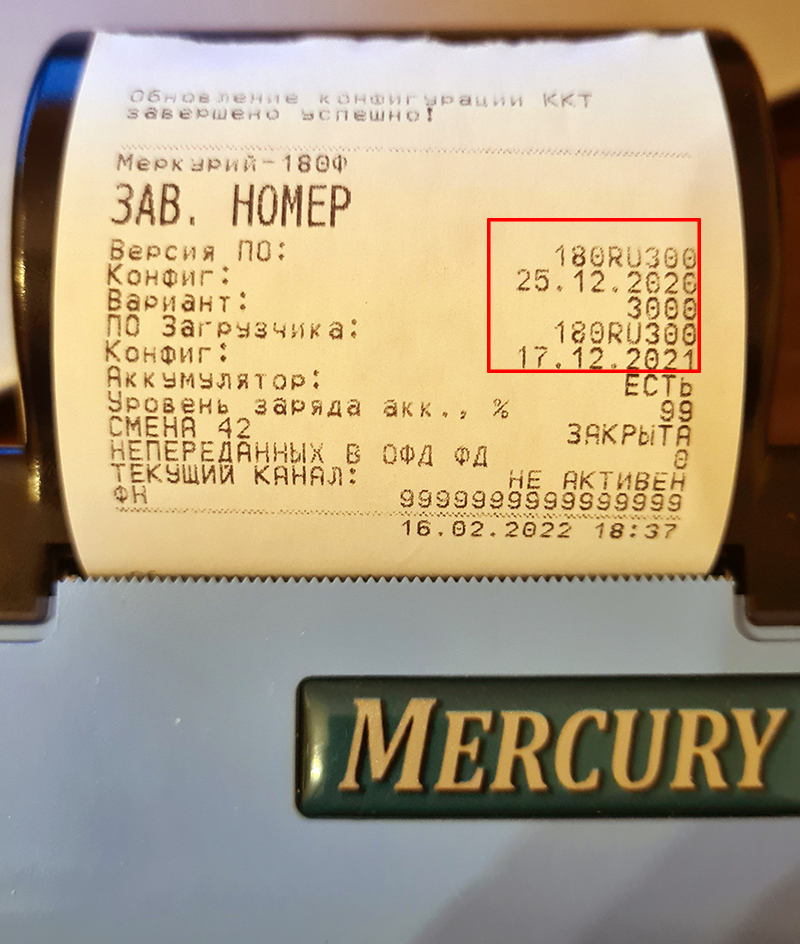 Обновление конфигурации ККТ
завершено успешно!
Меркурий-180Ф
ЗАВ. НОМЕР
Версия ПО: 180RU300
Конфиг: 25.12.2020
Вариант: 3000
ПО Загрузчика: 180RU300
Конфиг: 17.12.2021
Аккумулятор: ЕСТЬ
Уровень заряда акк., % 99
СМЕНА 42 ЗАКРЫТА
НЕПЕРЕДАННЫХ В ОФД ФД 0
ТЕКУЩИЙ КАНАЛ: НЕ АКТИВЕН
ФН 9999999999999999
16.02.2022 18:37
MERCURY